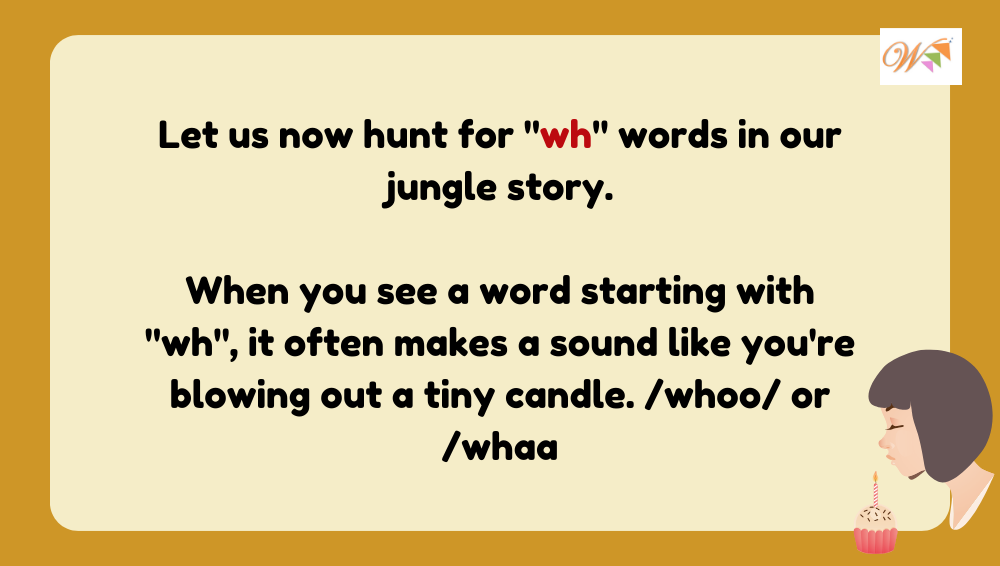 Let us now hunt for "wh" words in our
jungle story.
When you see a word starting with
"wh", it often makes a sound like you're
blowing out a tiny candle. /whoo/ or
/whaa
W